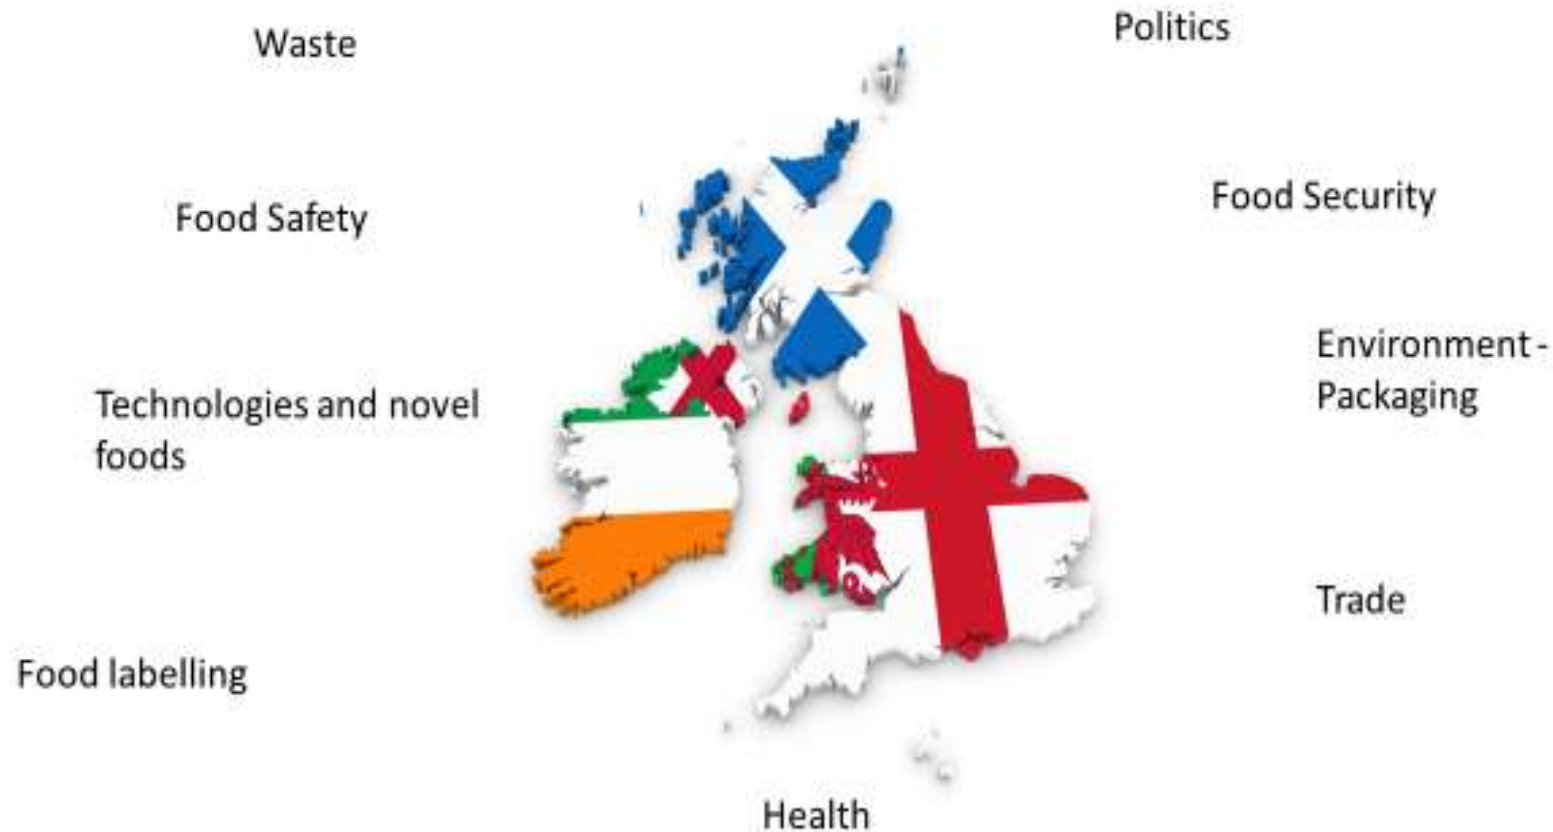 Waste
Politics
Food Safety
Food Security
Environment -
Packaging
Technologies and novel
foods
Trade
Food labelling
Health